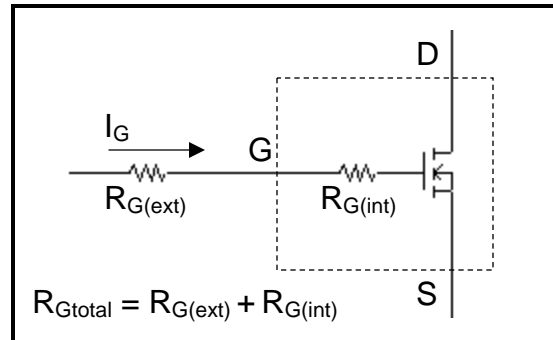 D
I_G
G
R_G(ext)
R_G(int)
S
R_Gtotal = R_G(ext) + R_G(int)